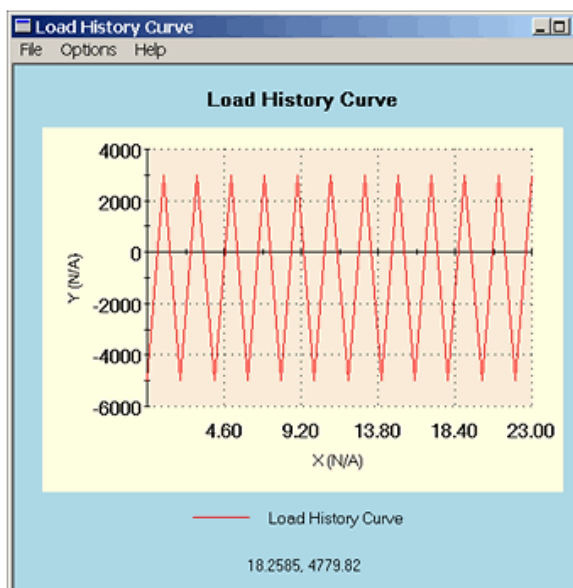 Load History Curve
File Options Help
Load History Curve
4000
2000
0
-2000
-4000
-6000
Y (N/A)
4.60 9.20 13.80 18.40 23.00
X (N/A)
Load History Curve
18.2585, 4779.82